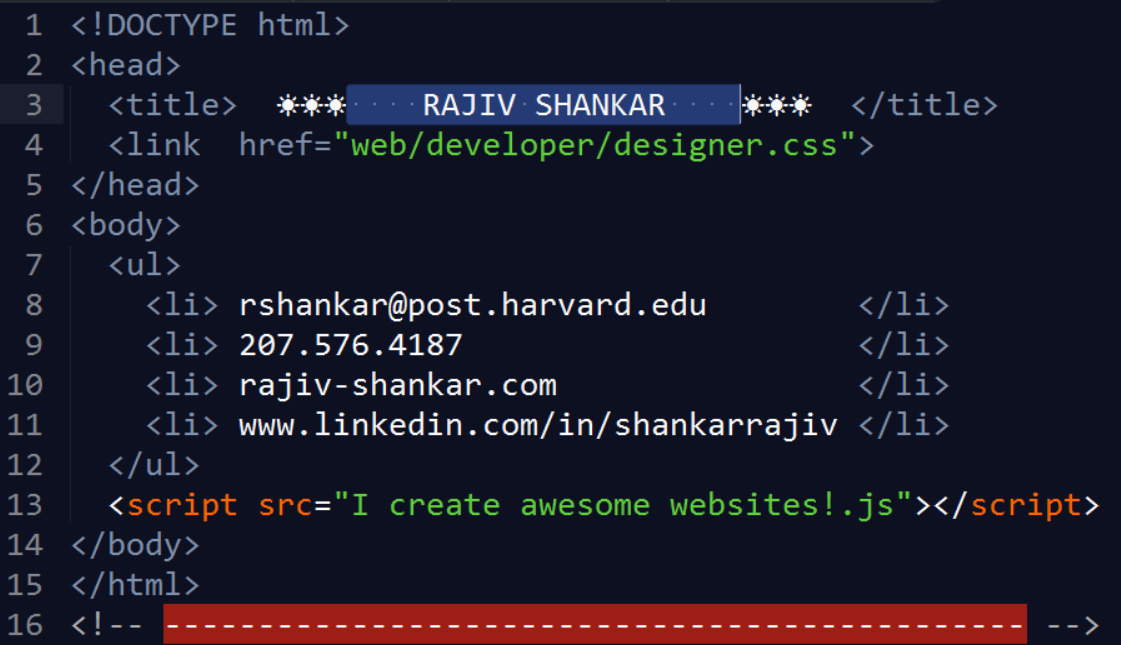 1 <!DOCTYPE html>
2 <head>
3 <title> ☀☀☀ RAJIV SHANKAR ☀☀☀ </title>
4 <link href="web/developer/designer.css">
5 </head>
6 <body>
7 <ul>
8 <li> rshankar@post.harvard.edu </li>
9 <li> 207.576.4187 </li>
10 <li> rajiv-shankar.com </li>
11 <li> www.linkedin.com/in/shankarrajiv </li>
12 </ul>
13 <script src="I create awesome websites!.js"></script>
14 </body>
15 </html>
16 <!-- ---------------------------------------------- -->